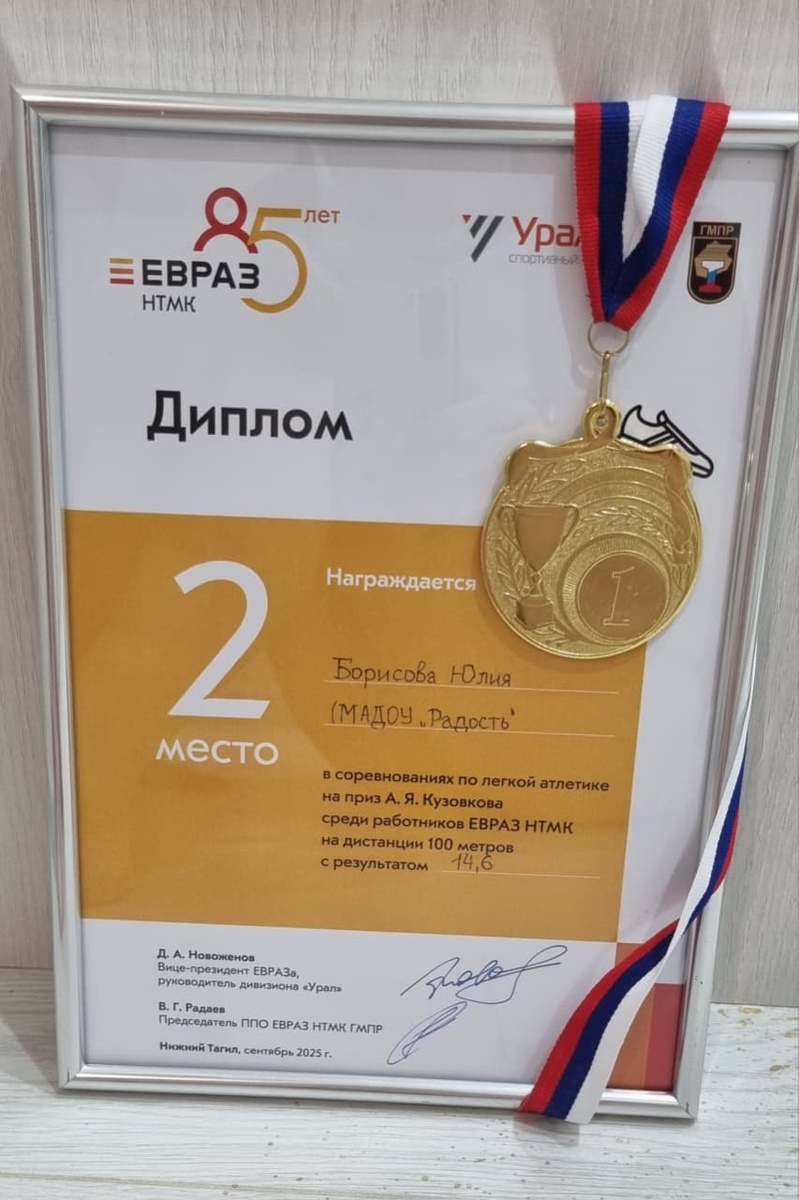 85 лет
ЕВРАЗ
НТМК
спортивный
ГМПР
Диплом
1
2
место
Награждается
Борисова Юлия
(МАДОУ „Радость"
в соревнованиях по легкой атлетике
на приз А. Я. Кузовкова
среди работников ЕВРАЗ НТМК
на дистанции 100 метров
с результатом 14,6
Д. А. Новоженов
Вице-президент ЕВРАЗа,
руководитель дивизиона «Урал»
В. Г. Радаев
Председатель ППО ЕВРАЗ НТМК ГМПР
Нижний Тагил, сентябрь 2025 г.